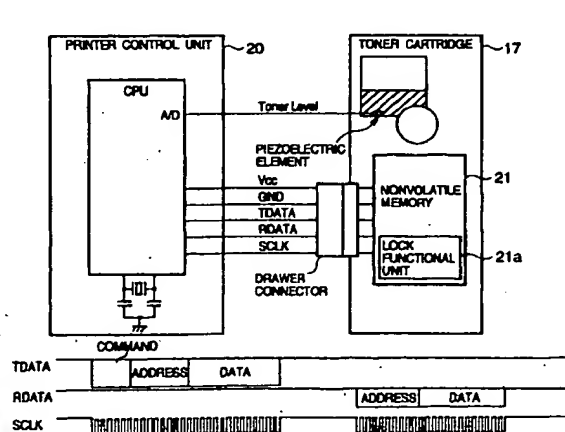 PRINTER CONTROL UNIT
20
TONER CARTRIDGE
17
CPU
A/D
Toner Level
PIEZOELECTRIC
ELEMENT
Vcc
GND
TDATA
RDATA
SCLK
NONVOLATILE
MEMORY
21
LOCK
FUNCTIONAL
UNIT
21a
DRAWER
CONNECTOR
COMMAND
TDATA
ADDRESS
DATA
RDATA
ADDRESS
DATA
SCLK